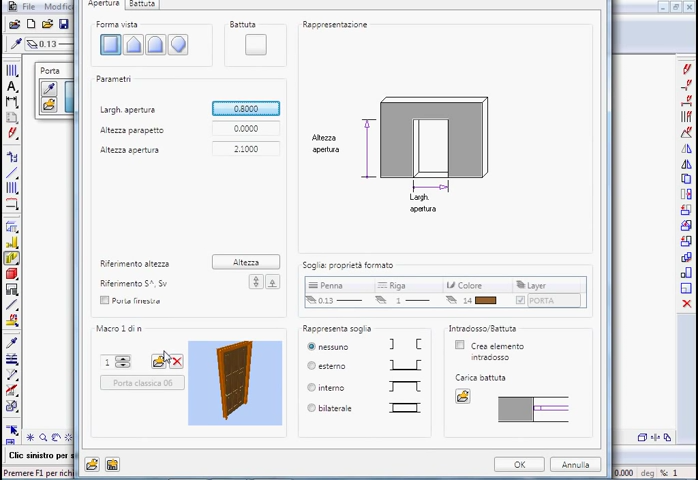 File Modific
Apertura Battuta
0.13
Porta
Forma vista
Battuta
Rappresentazione
Parametri
Largh. apertura 0.8000
Altezza parapetto 0.0000
Altezza apertura 2.1000
Altezza
apertura
Largh.
apertura
Riferimento altezza Altezza
Riferimento S^, Sv
Porta finestra
Soglia: proprietà formato
Penna Riga Colore Layer
0.13 1 14 PORTA
Macro 1 di n
1
Porta classica 06
Rappresenta soglia
nessuno
esterno
interno
bilaterale
Intradosso/Battuta
Crea elemento
intradosso
Carica battuta
Clic sinistro per s
OK Annulla
Premere F1 per rich
0.000 deg %: 1